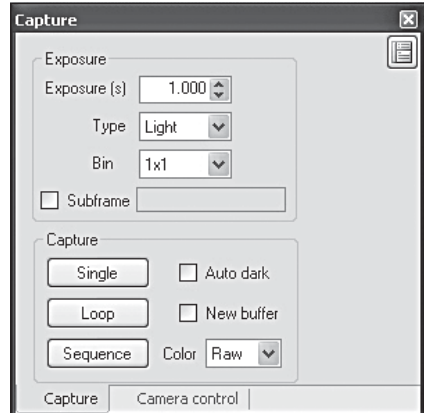 Capture
Exposure
Exposure (s) 1.000
Type Light
Bin 1x1
Subframe
Capture
Single Auto dark
Loop New buffer
Sequence Color Raw
Capture Camera control